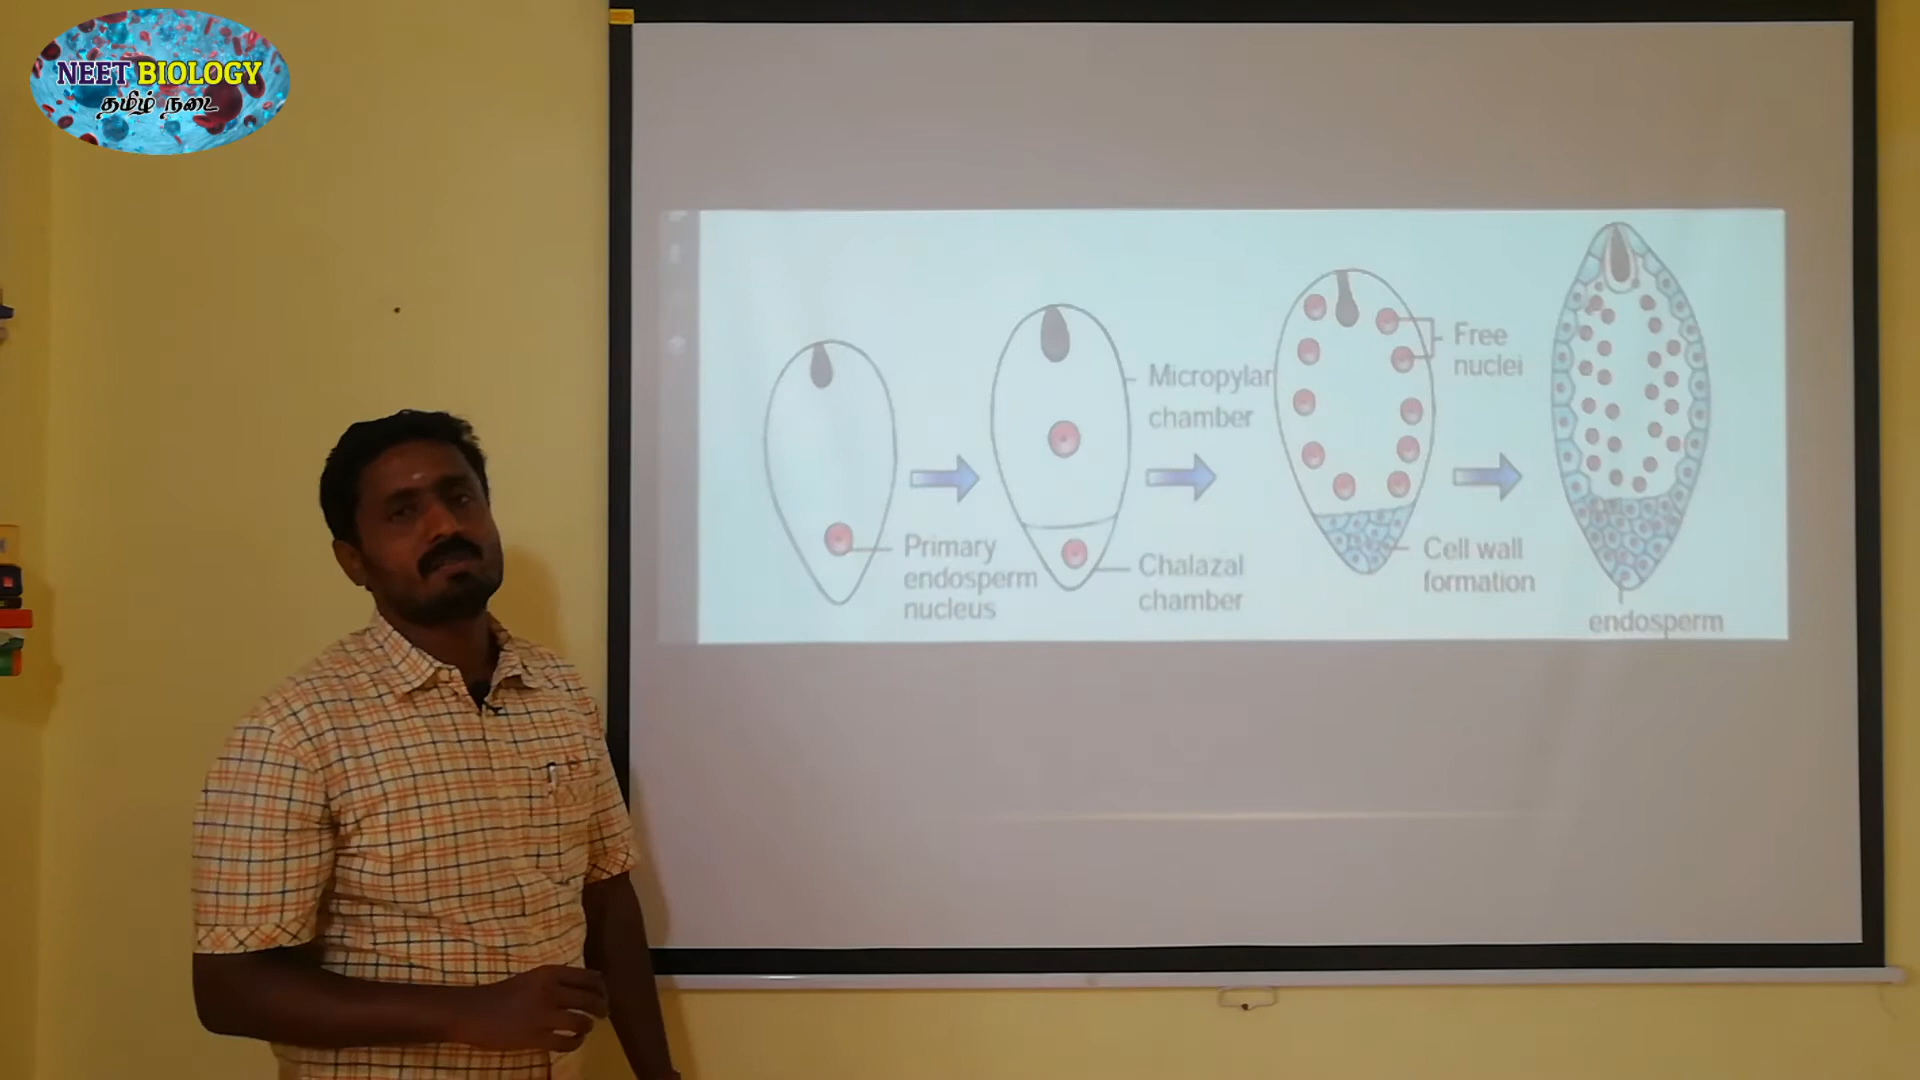 NEET BIOLOGY
தமிழ் நடை
Primary
endosperm
nucleus
Micropylar
chamber
Chalazal
chamber
Free
nuclei
Cell wall
formation
endosperm